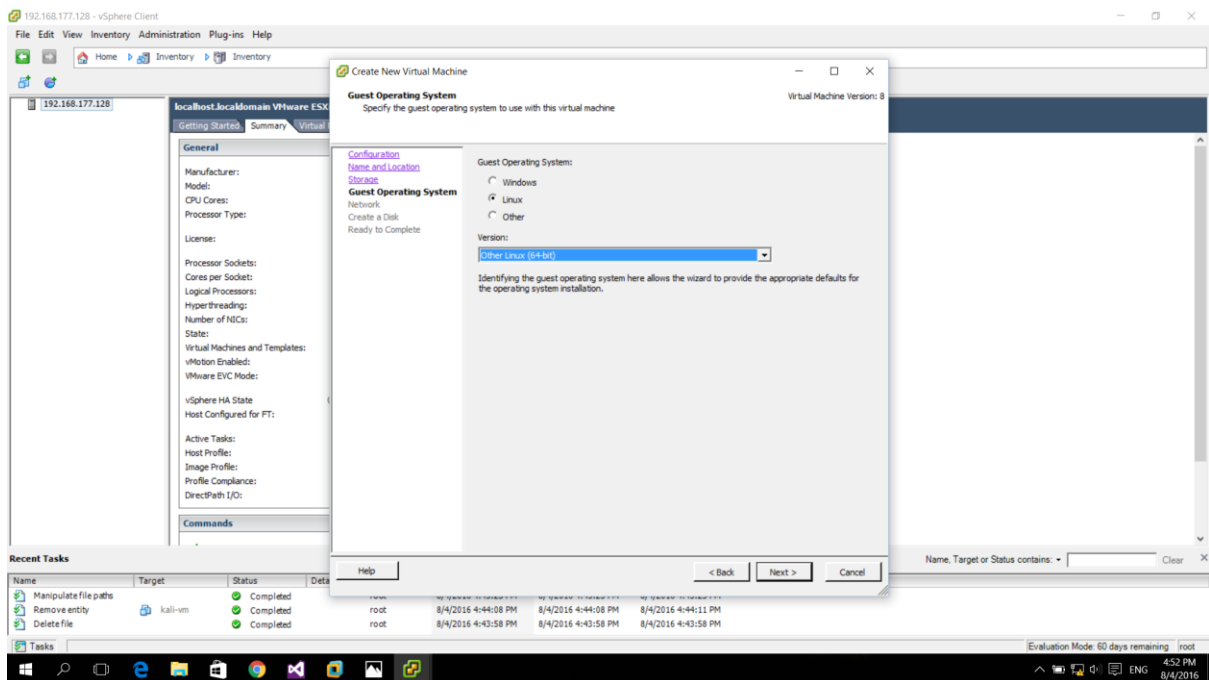 192.168.177.128 - vSphere Client
File Edit View Inventory Administration Plug-ins Help
Home Inventory Inventory
192.168.177.128
localhost.localdomain VMware ESX
Getting Started Summary Virtual
General
Manufacturer:
Model:
CPU Cores:
Processor Type:
License:
Processor Sockets:
Cores per Socket:
Logical Processors:
Hyperthreading:
Number of NICs:
State:
Virtual Machines and Templates:
vMotion Enabled:
VMware EVC Mode:
vSphere HA State
Host Configured for FT:
Active Tasks:
Host Profile:
Image Profile:
Profile Compliance:
DirectPath I/O:
Commands
Create New Virtual Machine
Guest Operating System
Specify the guest operating system to use with this virtual machine
Virtual Machine Version: 8
Configuration
Name and Location
Storage
Guest Operating System
Network
Create a Disk
Ready to Complete
Guest Operating System:
Windows
Linux
Other
Version:
Other Linux (64-bit)
Identifying the guest operating system here allows the wizard to provide the appropriate defaults for
the operating system installation.
Help < Back Next > Cancel
Recent Tasks
Name, Target or Status contains: Clear
Name Target Status Deta
Manipulate file paths Completed
Remove entity kali-vm Completed root 8/4/2016 4:44:08 PM 8/4/2016 4:44:08 PM 8/4/2016 4:44:11 PM
Delete file Completed root 8/4/2016 4:43:58 PM 8/4/2016 4:43:58 PM 8/4/2016 4:43:58 PM
Tasks
Evaluation Mode: 60 days remaining root
ENG
4:52 PM
8/4/2016